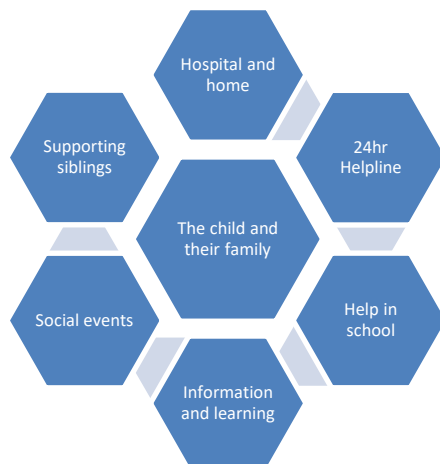 Hospital and
home
24hr
Helpline
Supporting
siblings
The child and
their family
Help in
school
Social events
Information
and learning